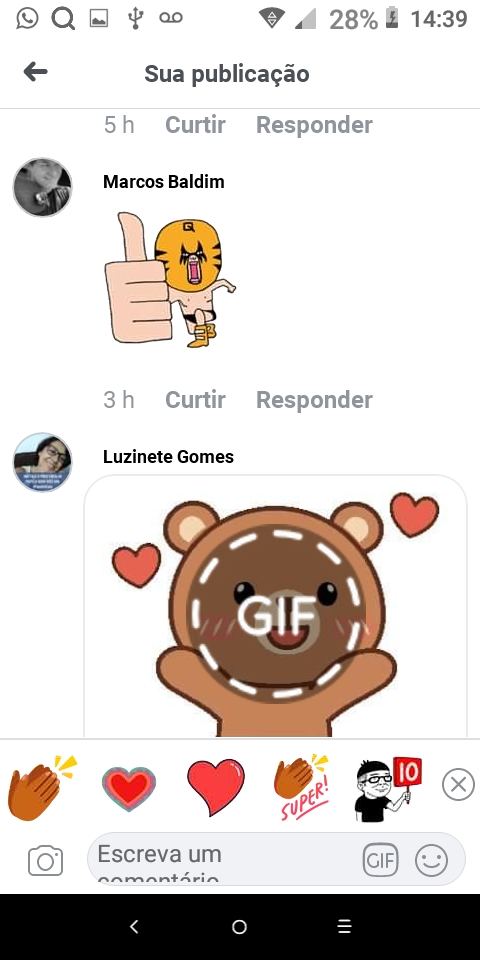 28% 14:39
Sua publicação
5 h Curtir Responder
Marcos Baldim
3 h Curtir Responder
Luzinete Gomes
GIF
SUPER!
10
Escreva um
comentário
GIF